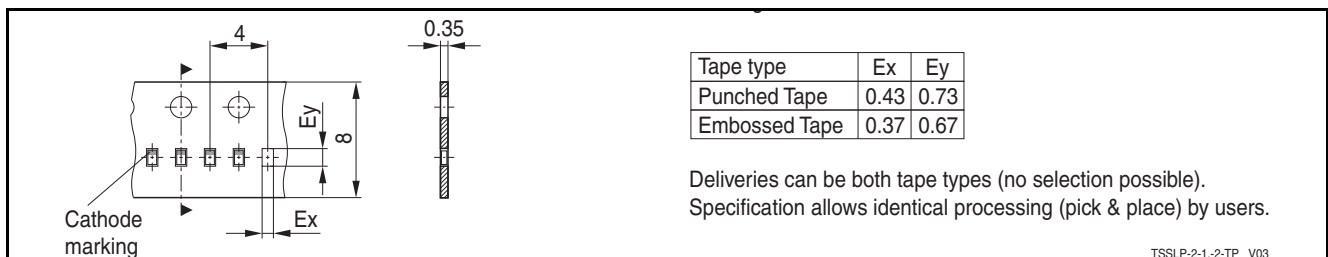 4
0.35
Ey
8
Ex
Cathode
marking
Tape type Ex Ey
Punched Tape 0.43 0.73
Embossed Tape 0.37 0.67
Deliveries can be both tape types (no selection possible).
Specification allows identical processing (pick & place) by users.
TSSLP-2-1,-2-TP V03